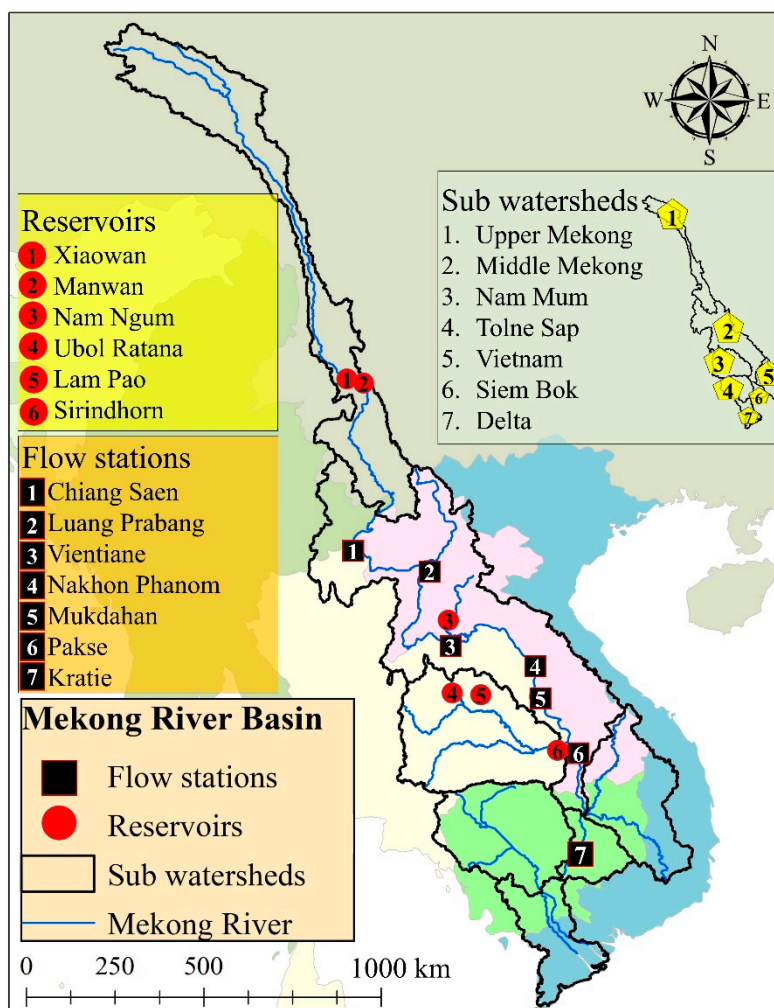 N
W E
S
Sub watersheds
1. Upper Mekong
2. Middle Mekong
3. Nam Mum
4. Tolne Sap
5. Vietnam
6. Siem Bok
7. Delta
1
2
3
4
5
6
7
Reservoirs
1 Xiaowan
2 Manwan
3 Nam Ngum
4 Ubol Ratana
5 Lam Pao
6 Sirindhorn
Flow stations
1 Chiang Saen
2 Luang Prabang
3 Vientiane
4 Nakhon Phanom
5 Mukdahan
6 Pakse
7 Kratie
1 2
1
2
3
3
4
4 5
5
6 6
7
Mekong River Basin
Flow stations
Reservoirs
Sub watersheds
Mekong River
0 500 1000 km